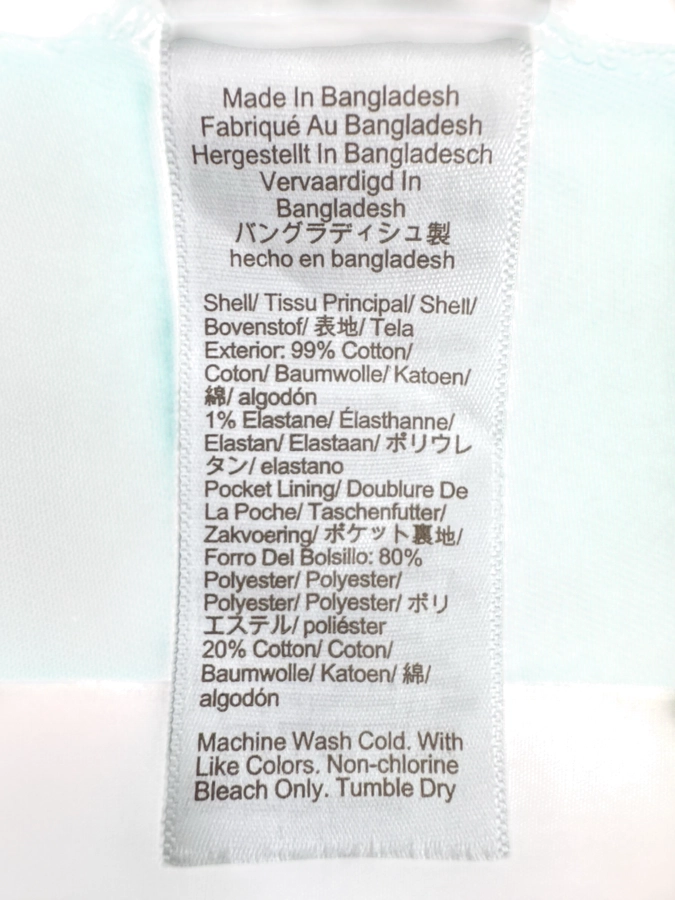 Made In Bangladesh
Fabriqué Au Bangladesh
Hergestellt In Bangladesch
Vervaardigd In
Bangladesh
バングラディシュ製
hecho en bangladesh
Shell/ Tissu Principal/ Shell/
Bovenstof/ 表地/ Tela
Exterior: 99% Cotton/
Coton/ Baumwolle/ Katoen/
綿/ algodón
1% Elastane/ Élasthanne/
Elastan/ Elastaan/ ポリウレ
タン/ elastano
Pocket Lining/ Doublure De
La Poche/ Taschenfutter/
Zakvoering/ ポケット裏地/
Forro Del Bolsillo: 80%
Polyester/ Polyester/
Polyester/ Polyester/ ポリ
エステル/ poliéster
20% Cotton/ Coton/
Baumwolle/ Katoen/ 綿/
algodón
Machine Wash Cold. With
Like Colors. Non-chlorine
Bleach Only. Tumble Dry